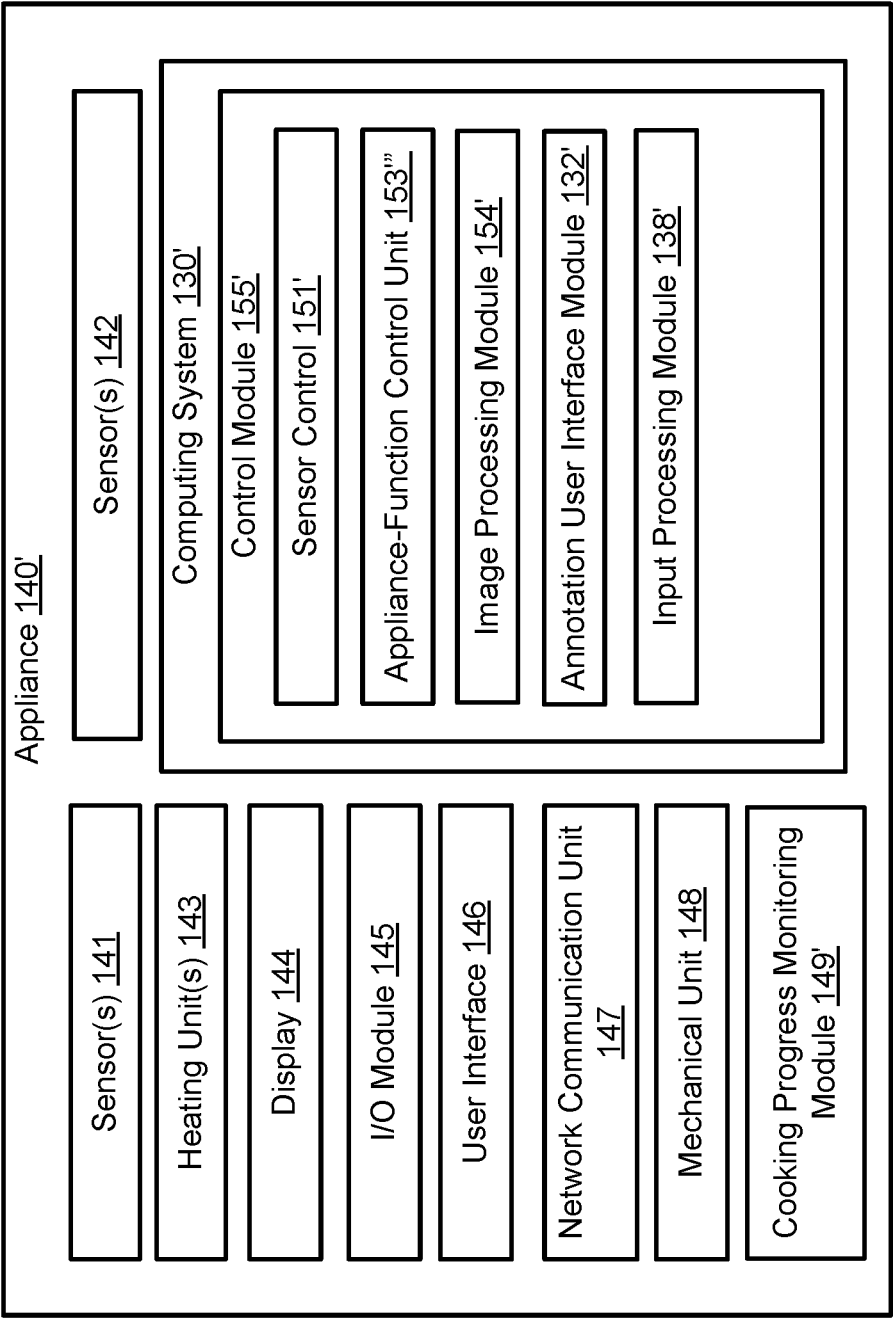 Appliance 140'
Sensor(s) 141
Heating Unit(s) 143
Display 144
I/O Module 145
User Interface 146
Network Communication Unit
147
Mechanical Unit 148
Cooking Progress Monitoring
Module 149'
Sensor(s) 142
Computing System 130'
Control Module 155'
Sensor Control 151'
Appliance-Function Control Unit 153'''
Image Processing Module 154'
Annotation User Interface Module 132'
Input Processing Module 138'